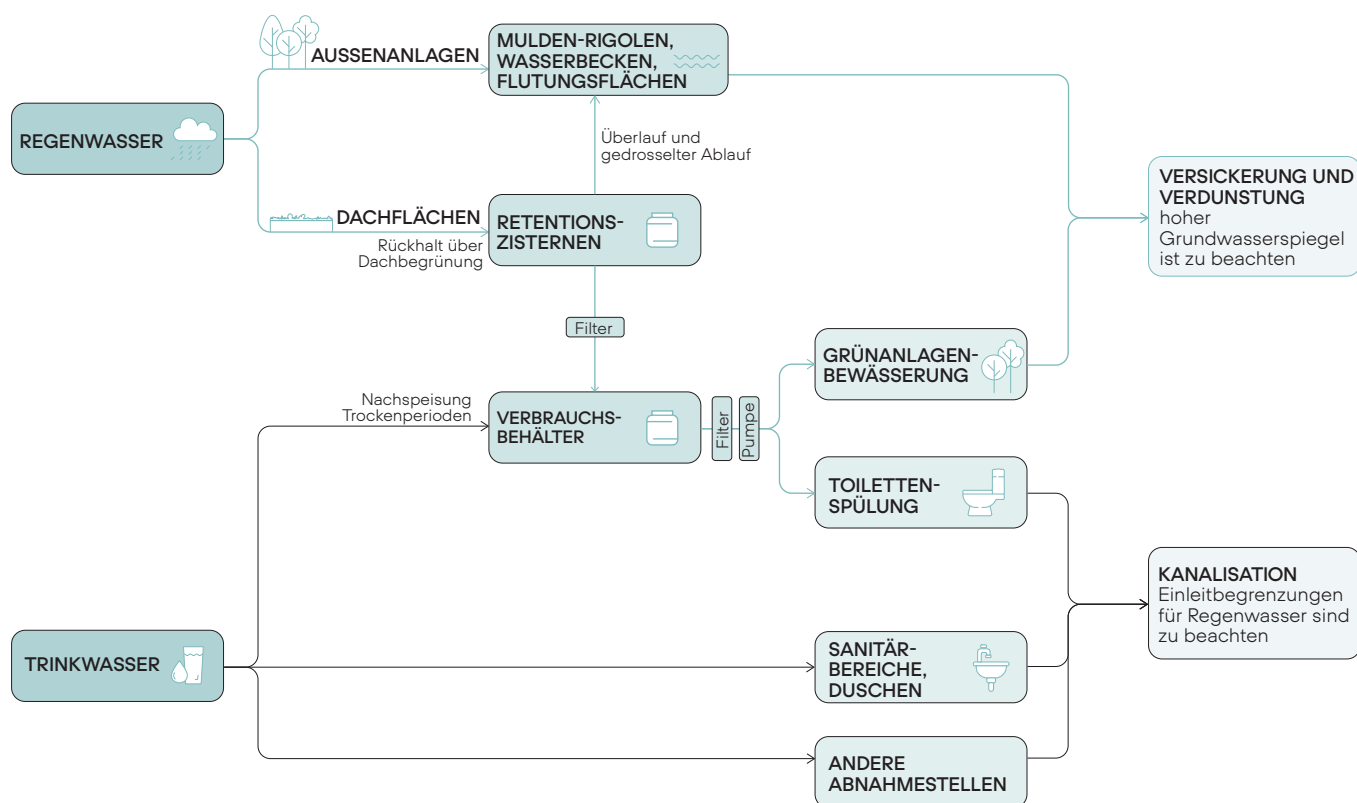 AUSSENANLAGEN
MULDEN-RIGOLEN,
WASSERBECKEN,
FLUTUNGSFLÄCHEN
REGENWASSER
Überlauf und
gedrosselter Ablauf
DACHFLÄCHEN
Rückhalt über
Dachbegrünung
RETENTIONS-
ZISTERNEN
VERSICKERUNG UND
VERDUNSTUNG
hoher
Grundwasserspiegel
ist zu beachten
Filter
GRÜNANLAGEN-
BEWÄSSERUNG
Nachspeisung
Trockenperioden
VERBRAUCHS-
BEHÄLTER
Filter
Pumpe
TOILETTEN-
SPÜLUNG
KANALISATION
Einleitbegrenzungen
für Regenwasser sind
zu beachten
TRINKWASSER
SANITÄR-
BEREICHE,
DUSCHEN
ANDERE
ABNAHMESTELLEN